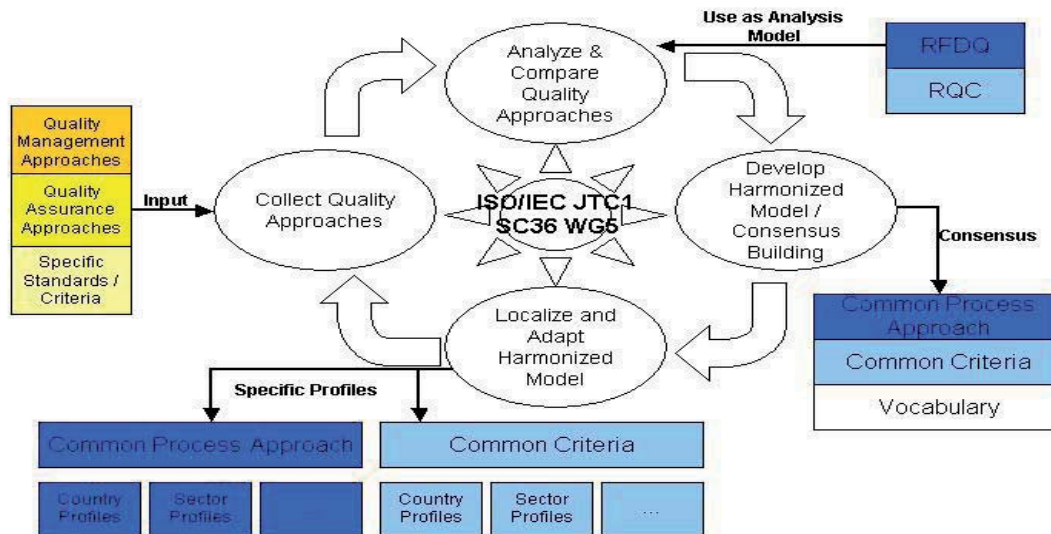 Use as Analysis
Model
RFDQ
RQC
Analyze &
Compare
Quality
Approaches
Quality
Management
Approaches
Quality
Assurance
Approaches
Specific
Standards /
Criteria
Input
Collect Quality
Approaches
ISO/IEC JTC1
SC36 WG5
Develop
Harmonized
Model /
Consensus
Building
Consensus
Common Process
Approach
Common Criteria
Vocabulary
Localize and
Adapt
Harmonized
Model
Specific Profiles
Common Process Approach
Common Criteria
Country
Profiles
Sector
Profiles
Country
Profiles
Sector
Profiles
...